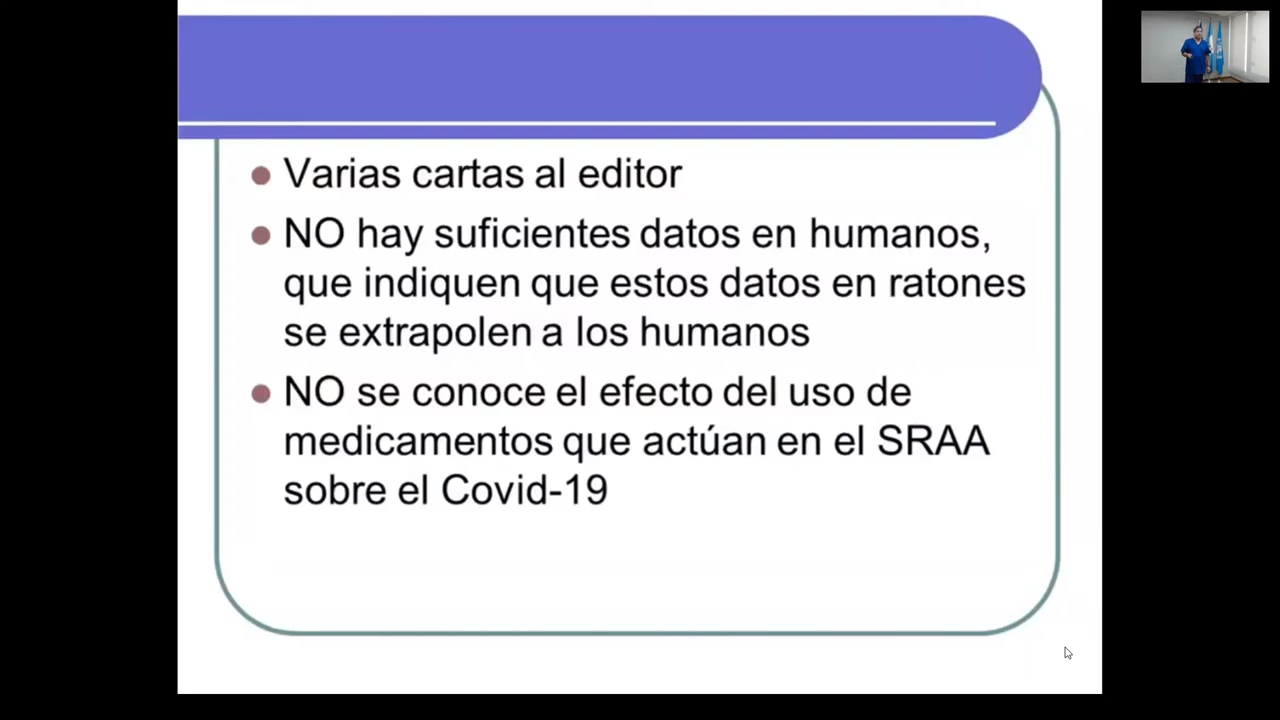 Varias cartas al editor
NO hay suficientes datos en humanos,
que indiquen que estos datos en ratones
se extrapolen a los humanos
NO se conoce el efecto del uso de
medicamentos que actúan en el SRAA
sobre el Covid-19